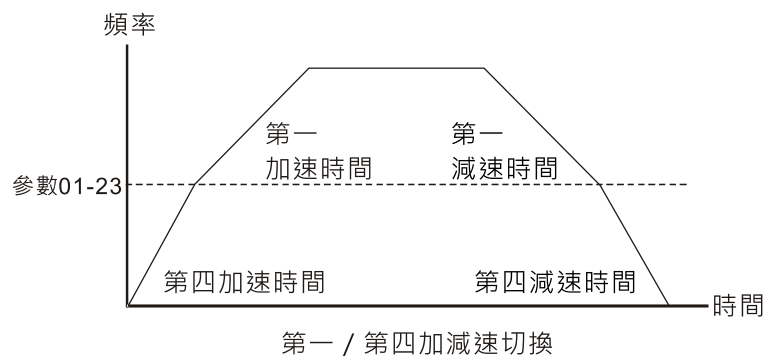 頻率
第一
加速時間
第一
減速時間
參數01-23
第四加速時間
第四減速時間
時間
第一 / 第四加減速切換